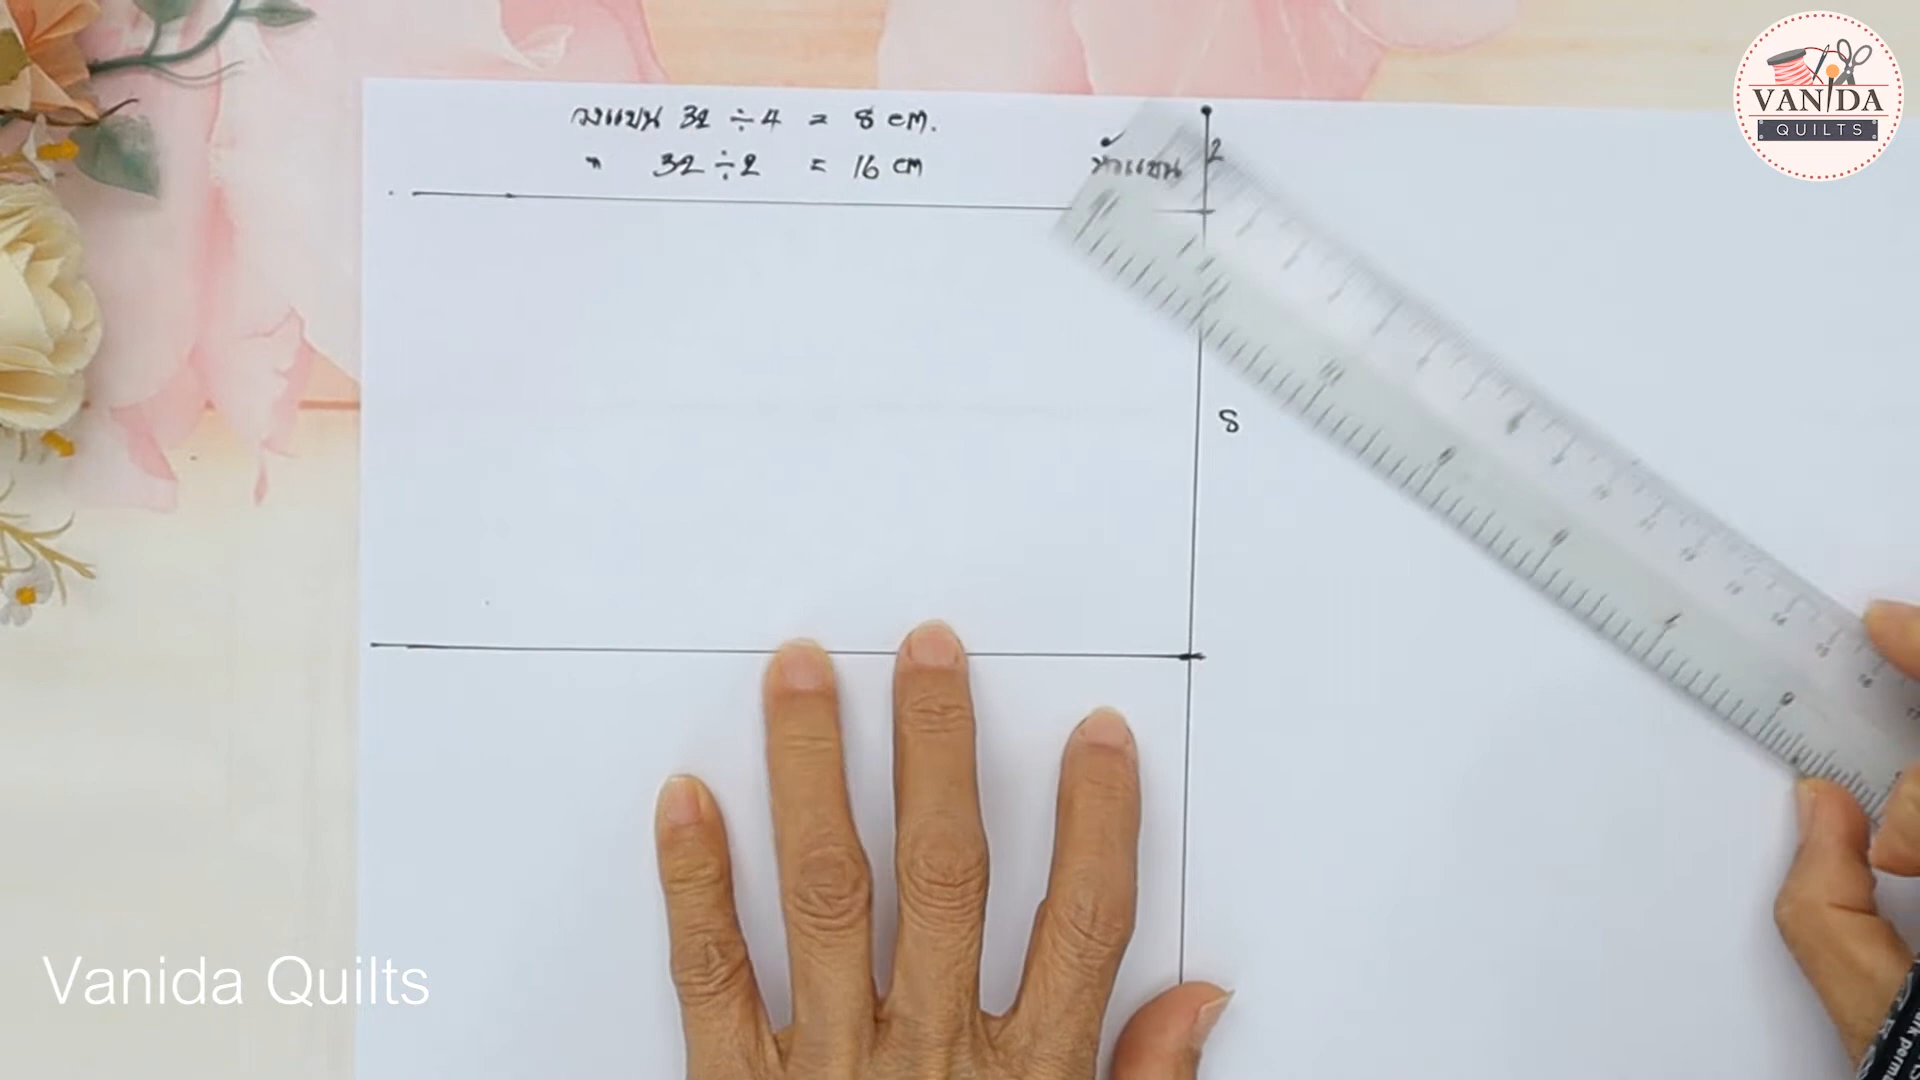 วงแขน 32 ÷ 4 = 8 cm.
" 32 ÷ 2 = 16 cm
2
หัวแขน
8
VANIDA
QUILTS
Vanida Quilts